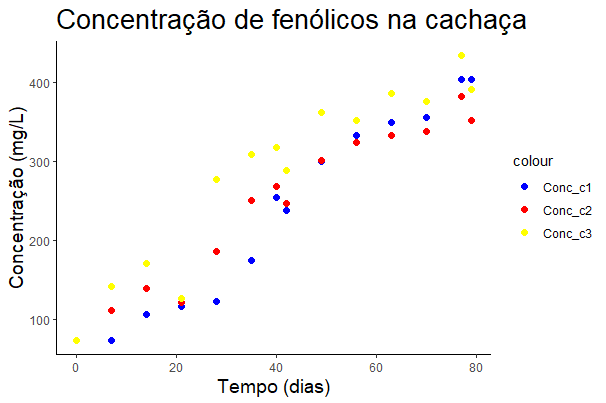 Concentração de fenólicos na cachaça
Concentração (mg/L)
400
300
200
100
0
20
40
60
80
Tempo (dias)
colour
Conc_c1
Conc_c2
Conc_c3